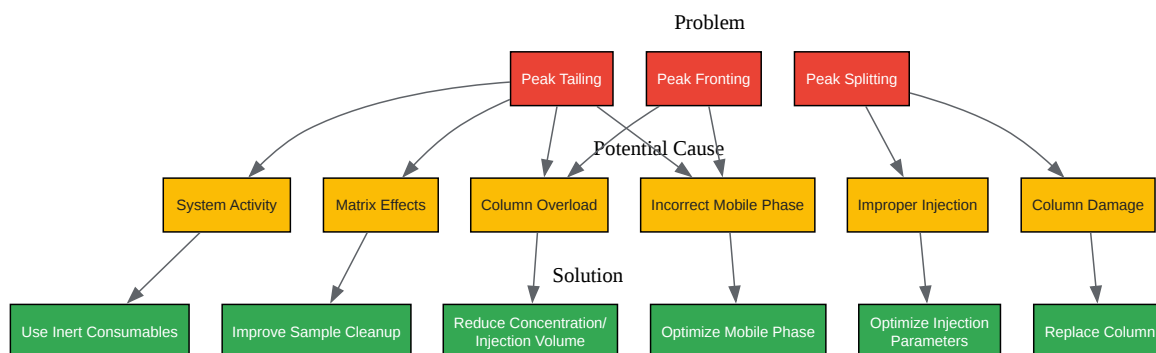 Problem
Peak Tailing
Peak Fronting
Peak Splitting
Potential Cause
System Activity
Matrix Effects
Column Overload
Incorrect Mobile Phase
Improper Injection
Column Damage
Solution
Use Inert Consumables
Improve Sample Cleanup
Reduce Concentration/
Injection Volume
Optimize Mobile Phase
Optimize Injection
Parameters
Replace Column